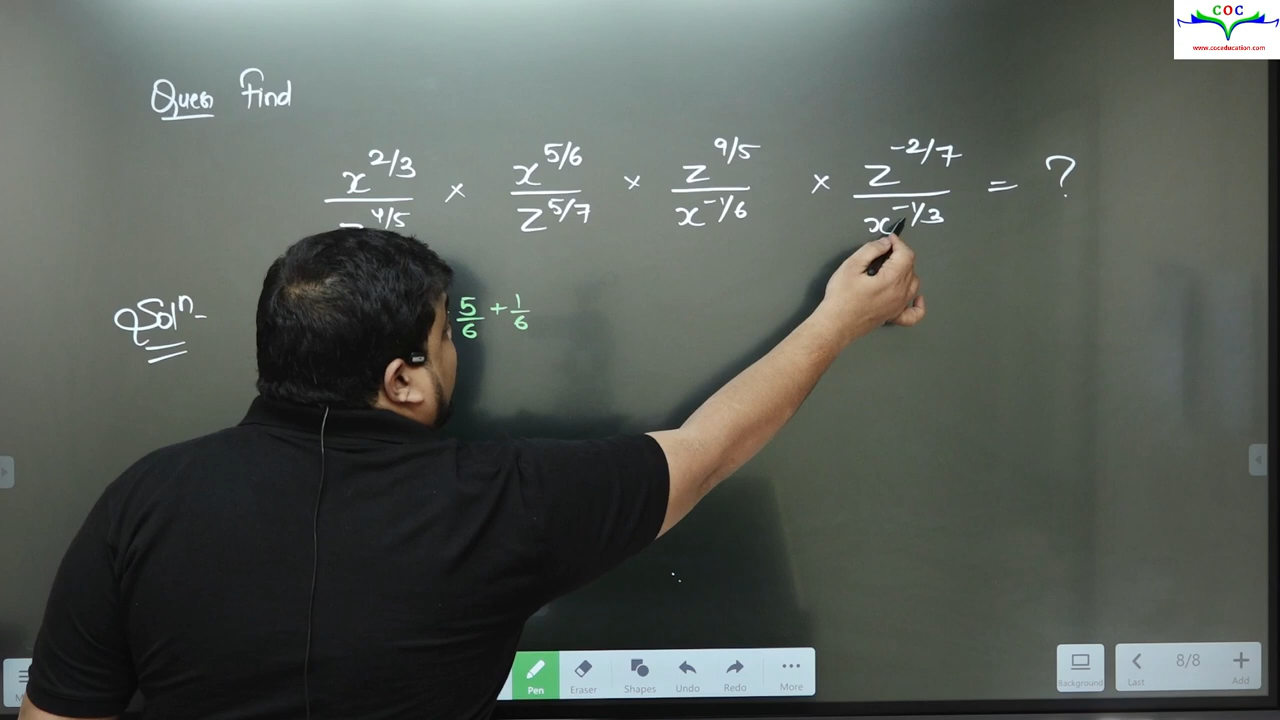 COC
www.coceducation.com
Ques Find
x^2/3 / z^4/5 × x^5/6 / z^5/7 × z^9/5 / x^-1/6 × z^-2/7 / x^-1/3 = ?
Solⁿ- 5/6 + 1/6
Pen Eraser Shapes Undo Redo More Background Last 8/8 Add